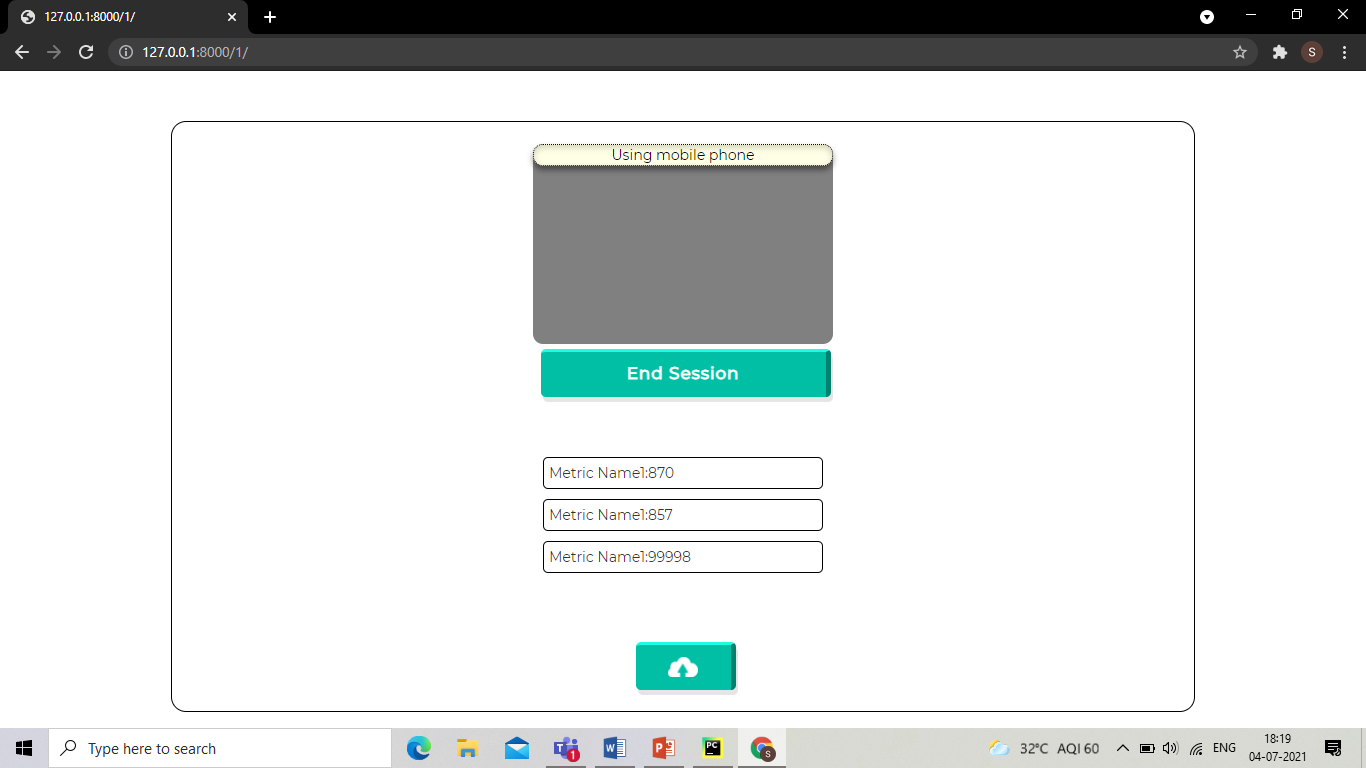 127.0.0.1:8000/1/
127.0.0.1:8000/1/
S
Using mobile phone
End Session
Metric Name1:870
Metric Name1:857
Metric Name1:99998
Type here to search
1
W
P
PC
S
32°C AQI 60
ENG
18:19
04-07-2021